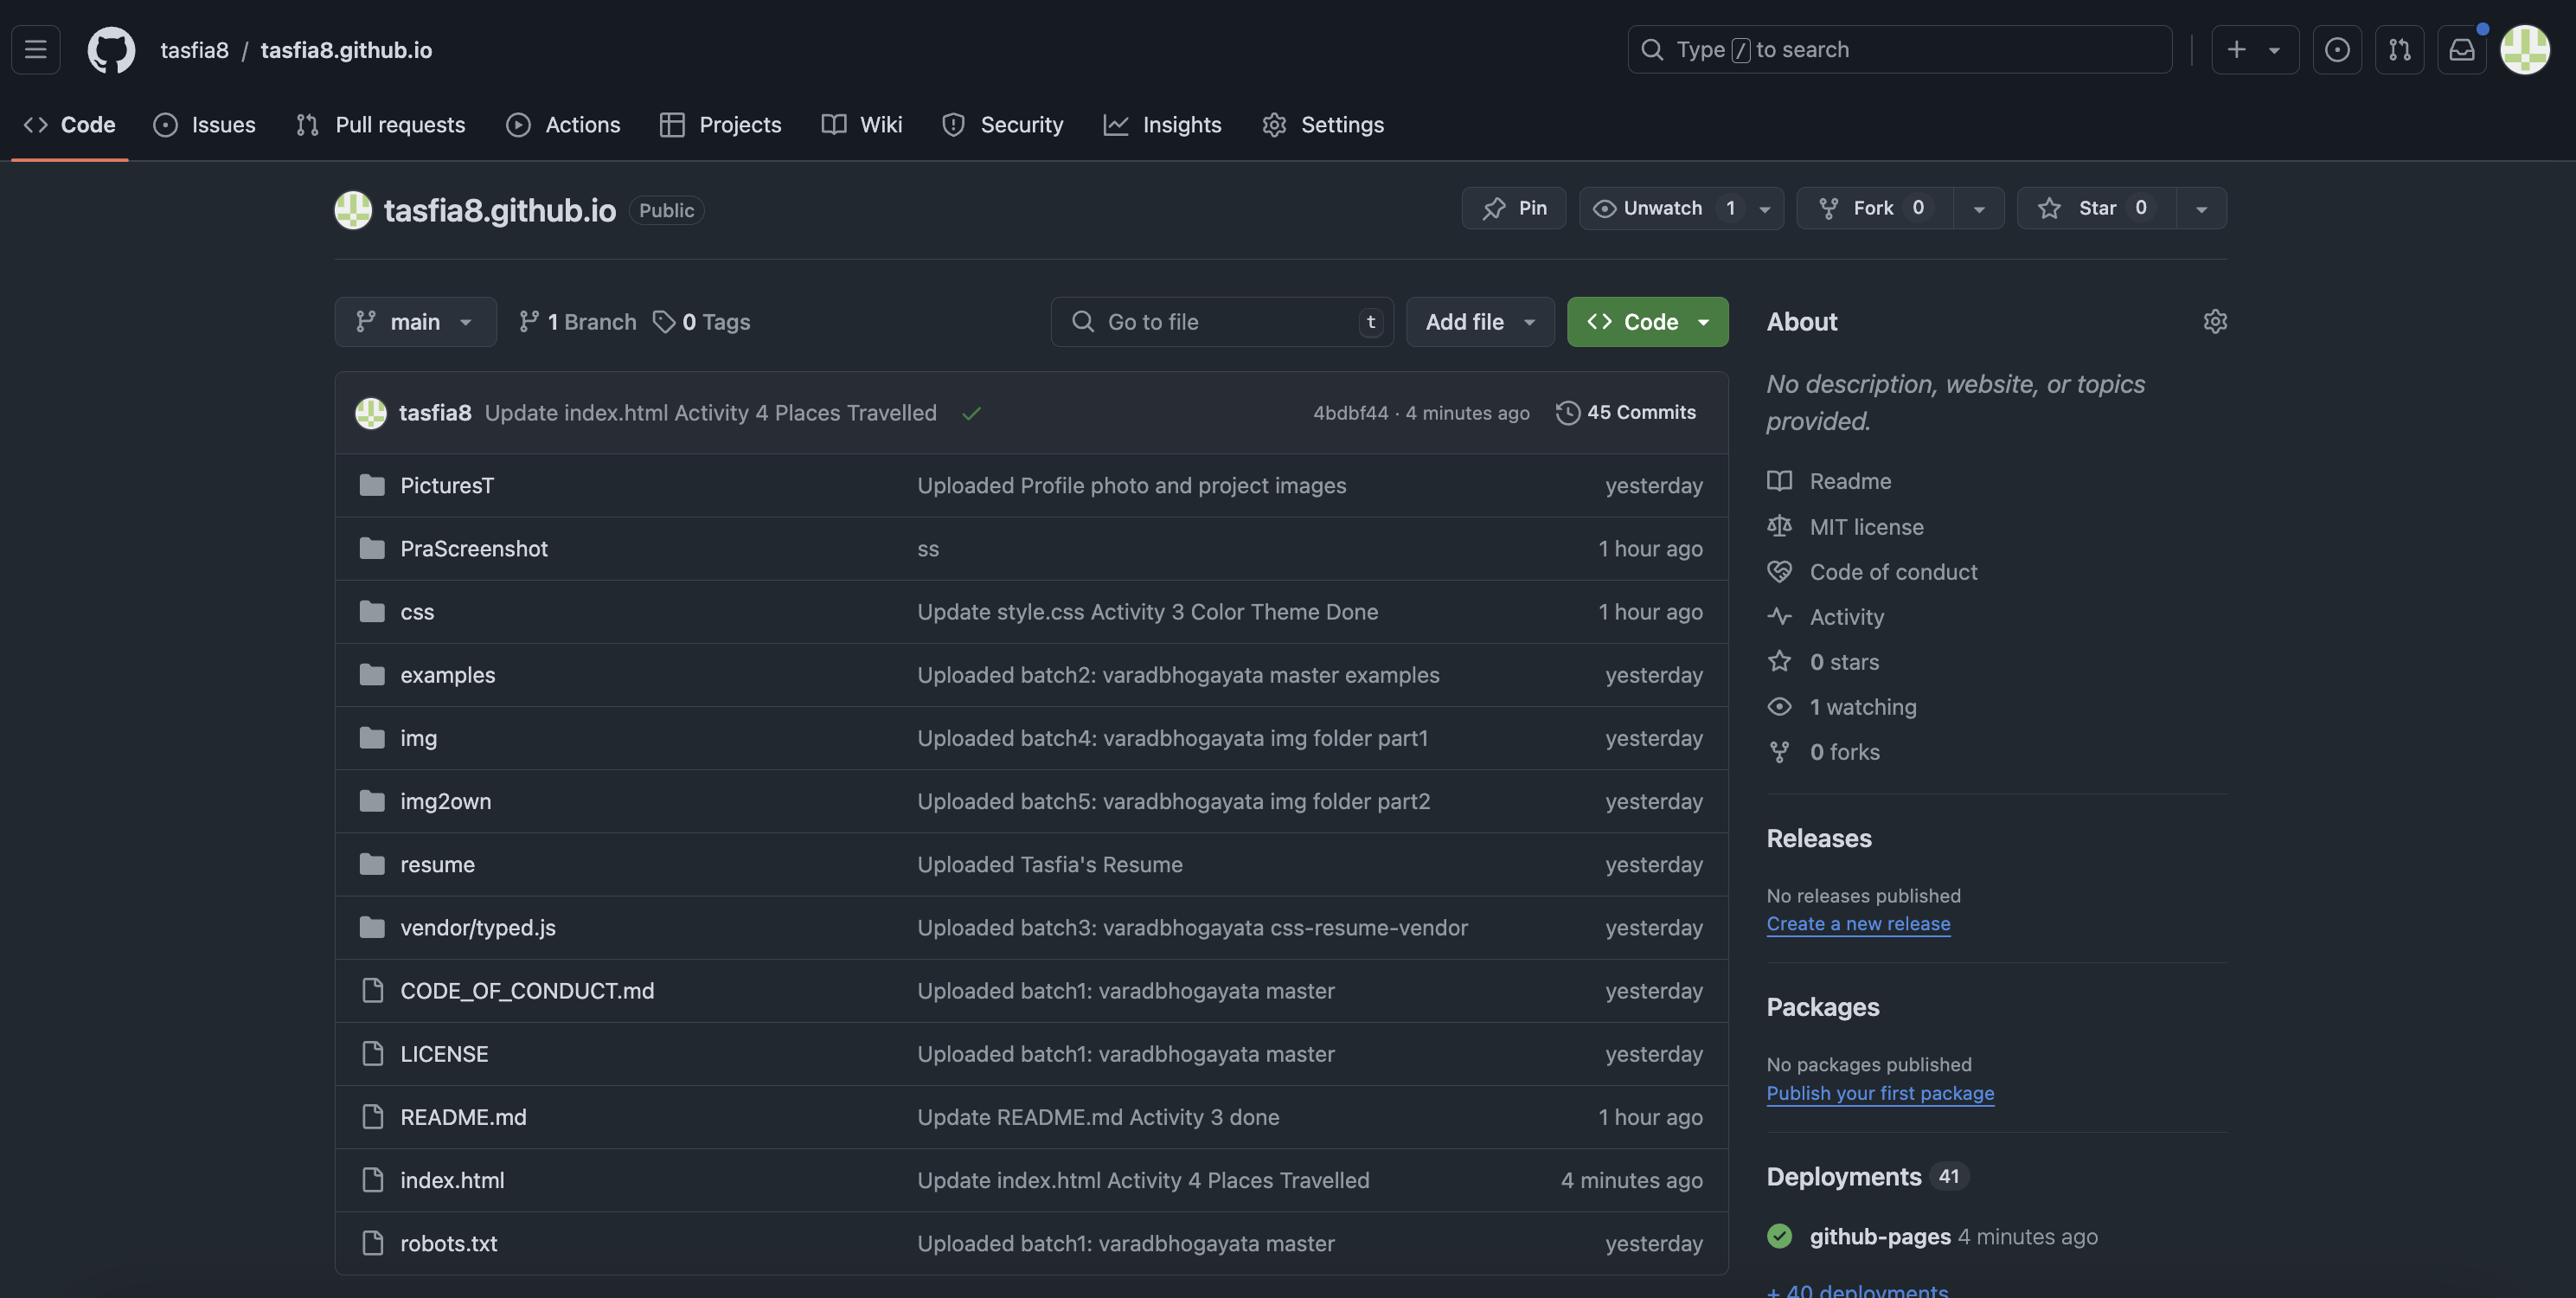 tasfia8 / tasfia8.github.io
Type / to search
Code Issues Pull requests Actions Projects Wiki Security Insights Settings
tasfia8.github.io Public
Pin Unwatch 1 Fork 0 Star 0
main 1 Branch 0 Tags Go to file t Add file Code
tasfia8 Update index.html Activity 4 Places Travelled 4bdbf44 · 4 minutes ago 45 Commits
PicturesT Uploaded Profile photo and project images yesterday
PraScreenshot ss 1 hour ago
css Update style.css Activity 3 Color Theme Done 1 hour ago
examples Uploaded batch2: varadbhogayata master examples yesterday
img Uploaded batch4: varadbhogayata img folder part1 yesterday
img2own Uploaded batch5: varadbhogayata img folder part2 yesterday
resume Uploaded Tasfia's Resume yesterday
vendor/typed.js Uploaded batch3: varadbhogayata css-resume-vendor yesterday
CODE_OF_CONDUCT.md Uploaded batch1: varadbhogayata master yesterday
LICENSE Uploaded batch1: varadbhogayata master yesterday
README.md Update README.md Activity 3 done 1 hour ago
index.html Update index.html Activity 4 Places Travelled 4 minutes ago
robots.txt Uploaded batch1: varadbhogayata master yesterday
About
No description, website, or topics
provided.
Readme
MIT license
Code of conduct
Activity
0 stars
1 watching
0 forks
Releases
No releases published
Create a new release
Packages
No packages published
Publish your first package
Deployments 41
github-pages 4 minutes ago
+ 40 deployments